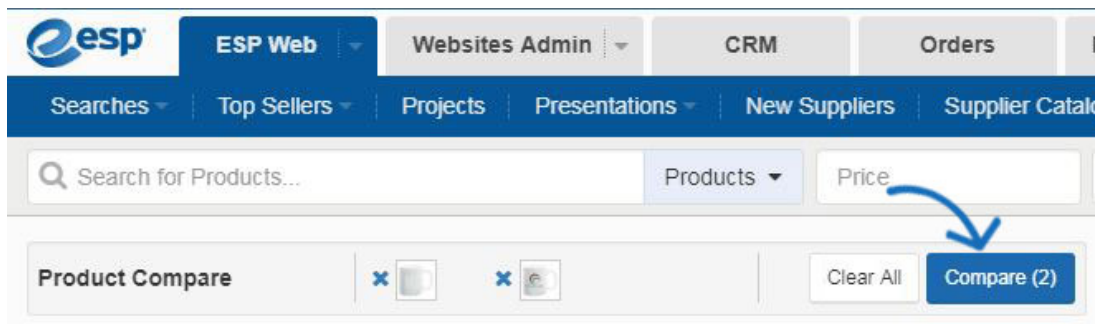 esp
ESP Web
Websites Admin
CRM
Orders
Searches
Top Sellers
Projects
Presentations
New Suppliers
Supplier
Search for Products...
Products
Price
Product Compare
Clear All
Compare (2)